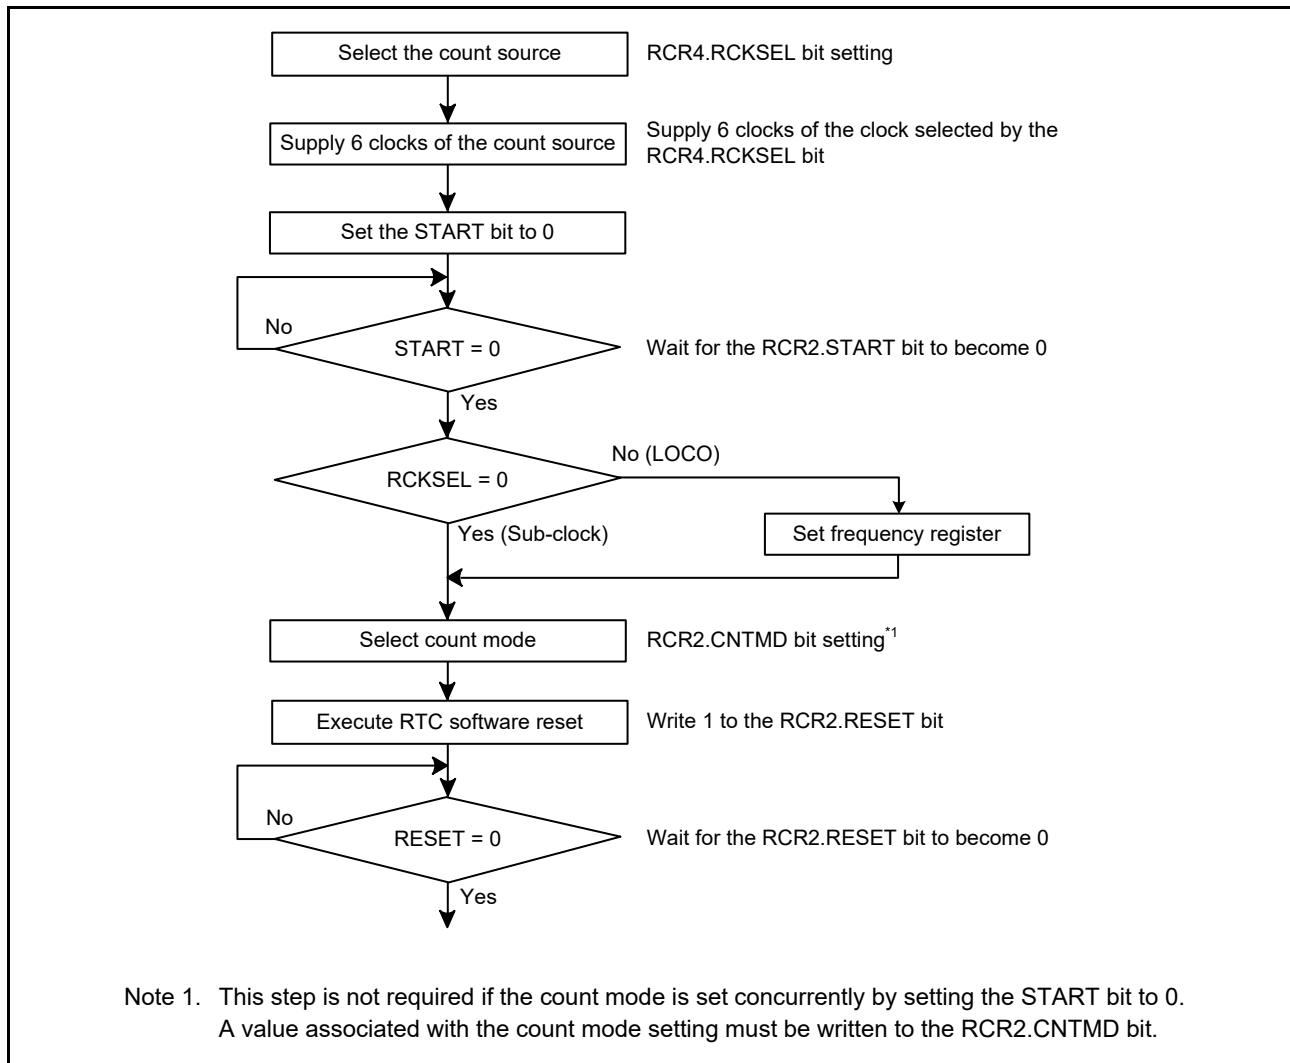 Select the count source
RCR4.RCKSEL bit setting
Supply 6 clocks of the count source
Supply 6 clocks of the clock selected by the
RCR4.RCKSEL bit
Set the START bit to 0
No
START = 0
Wait for the RCR2.START bit to become 0
Yes
No (LOCO)
RCKSEL = 0
Yes (Sub-clock)
Set frequency register
Select count mode
RCR2.CNTMD bit setting*1
Execute RTC software reset
Write 1 to the RCR2.RESET bit
No
RESET = 0
Wait for the RCR2.RESET bit to become 0
Yes
Note 1. This step is not required if the count mode is set concurrently by setting the START bit to 0.
A value associated with the count mode setting must be written to the RCR2.CNTMD bit.